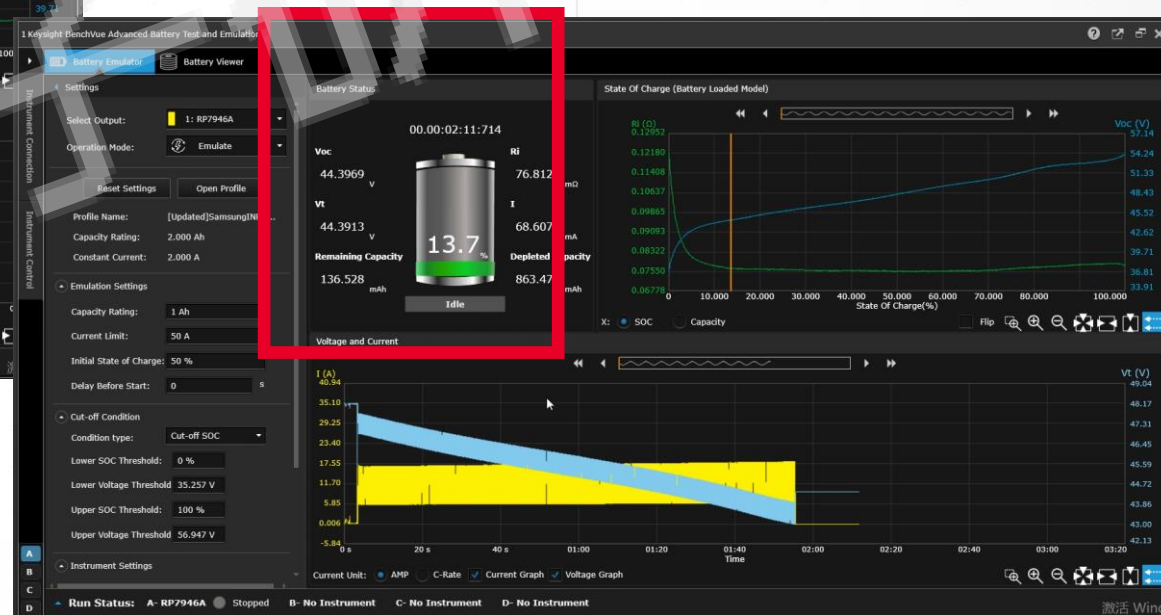 39.71
1 Keysight BenchVue Advanced Battery Test and Emulation
100
Battery Emulator
Battery Viewer
Instrument Connection
Instrument Control
Settings
Select Output:
1: RP7946A
Operation Mode:
Emulate
Reset Settings
Open Profile
Profile Name:
[Updated]SamsungINR...
Capacity Rating:
2.000 Ah
Constant Current:
2.000 A
Emulation Settings
Capacity Rating:
1 Ah
Current Limit:
50 A
Initial State of Charge:
50 %
Delay Before Start:
0
s
Cut-off Condition
Condition type:
Cut-off SOC
Lower SOC Threshold:
0 %
Lower Voltage Threshold
35.257 V
Upper SOC Threshold:
100 %
Upper Voltage Threshold
56.947 V
Instrument Settings
A
B
C
D
Battery Status
00.00:02:11:714
Voc
44.3969
V
Ri
76.812
mΩ
Vt
44.3913
V
I
68.607
mA
13.7
%
Remaining Capacity
136.528
mAh
Depleted Capacity
863.47
mAh
Idle
State Of Charge (Battery Loaded Model)
Ri (Ω)
0.12952
0.12180
0.11408
0.10637
0.09865
0.09093
0.08322
0.07550
0.06778
Voc (V)
57.14
54.24
51.33
48.43
45.52
42.62
39.71
36.81
33.91
0 10.000 20.000 30.000 40.000 50.000 60.000 70.000 80.000 100.000
State Of Charge(%)
X: SOC Capacity
Flip
Voltage and Current
I (A)
40.94
35.10
29.25
23.40
17.55
11.70
5.85
0.006
-5.84
Vt (V)
49.04
48.17
47.31
46.45
45.59
44.72
43.86
43.00
42.13
0 s 20 s 40 s 01:00 01:20 01:40 02:00 02:20 02:40 03:00 03:20
Time
Current Unit: AMP C-Rate Current Graph Voltage Graph
Run Status: A- RP7946A Stopped B- No Instrument C- No Instrument D- No Instrument
激活 Wind